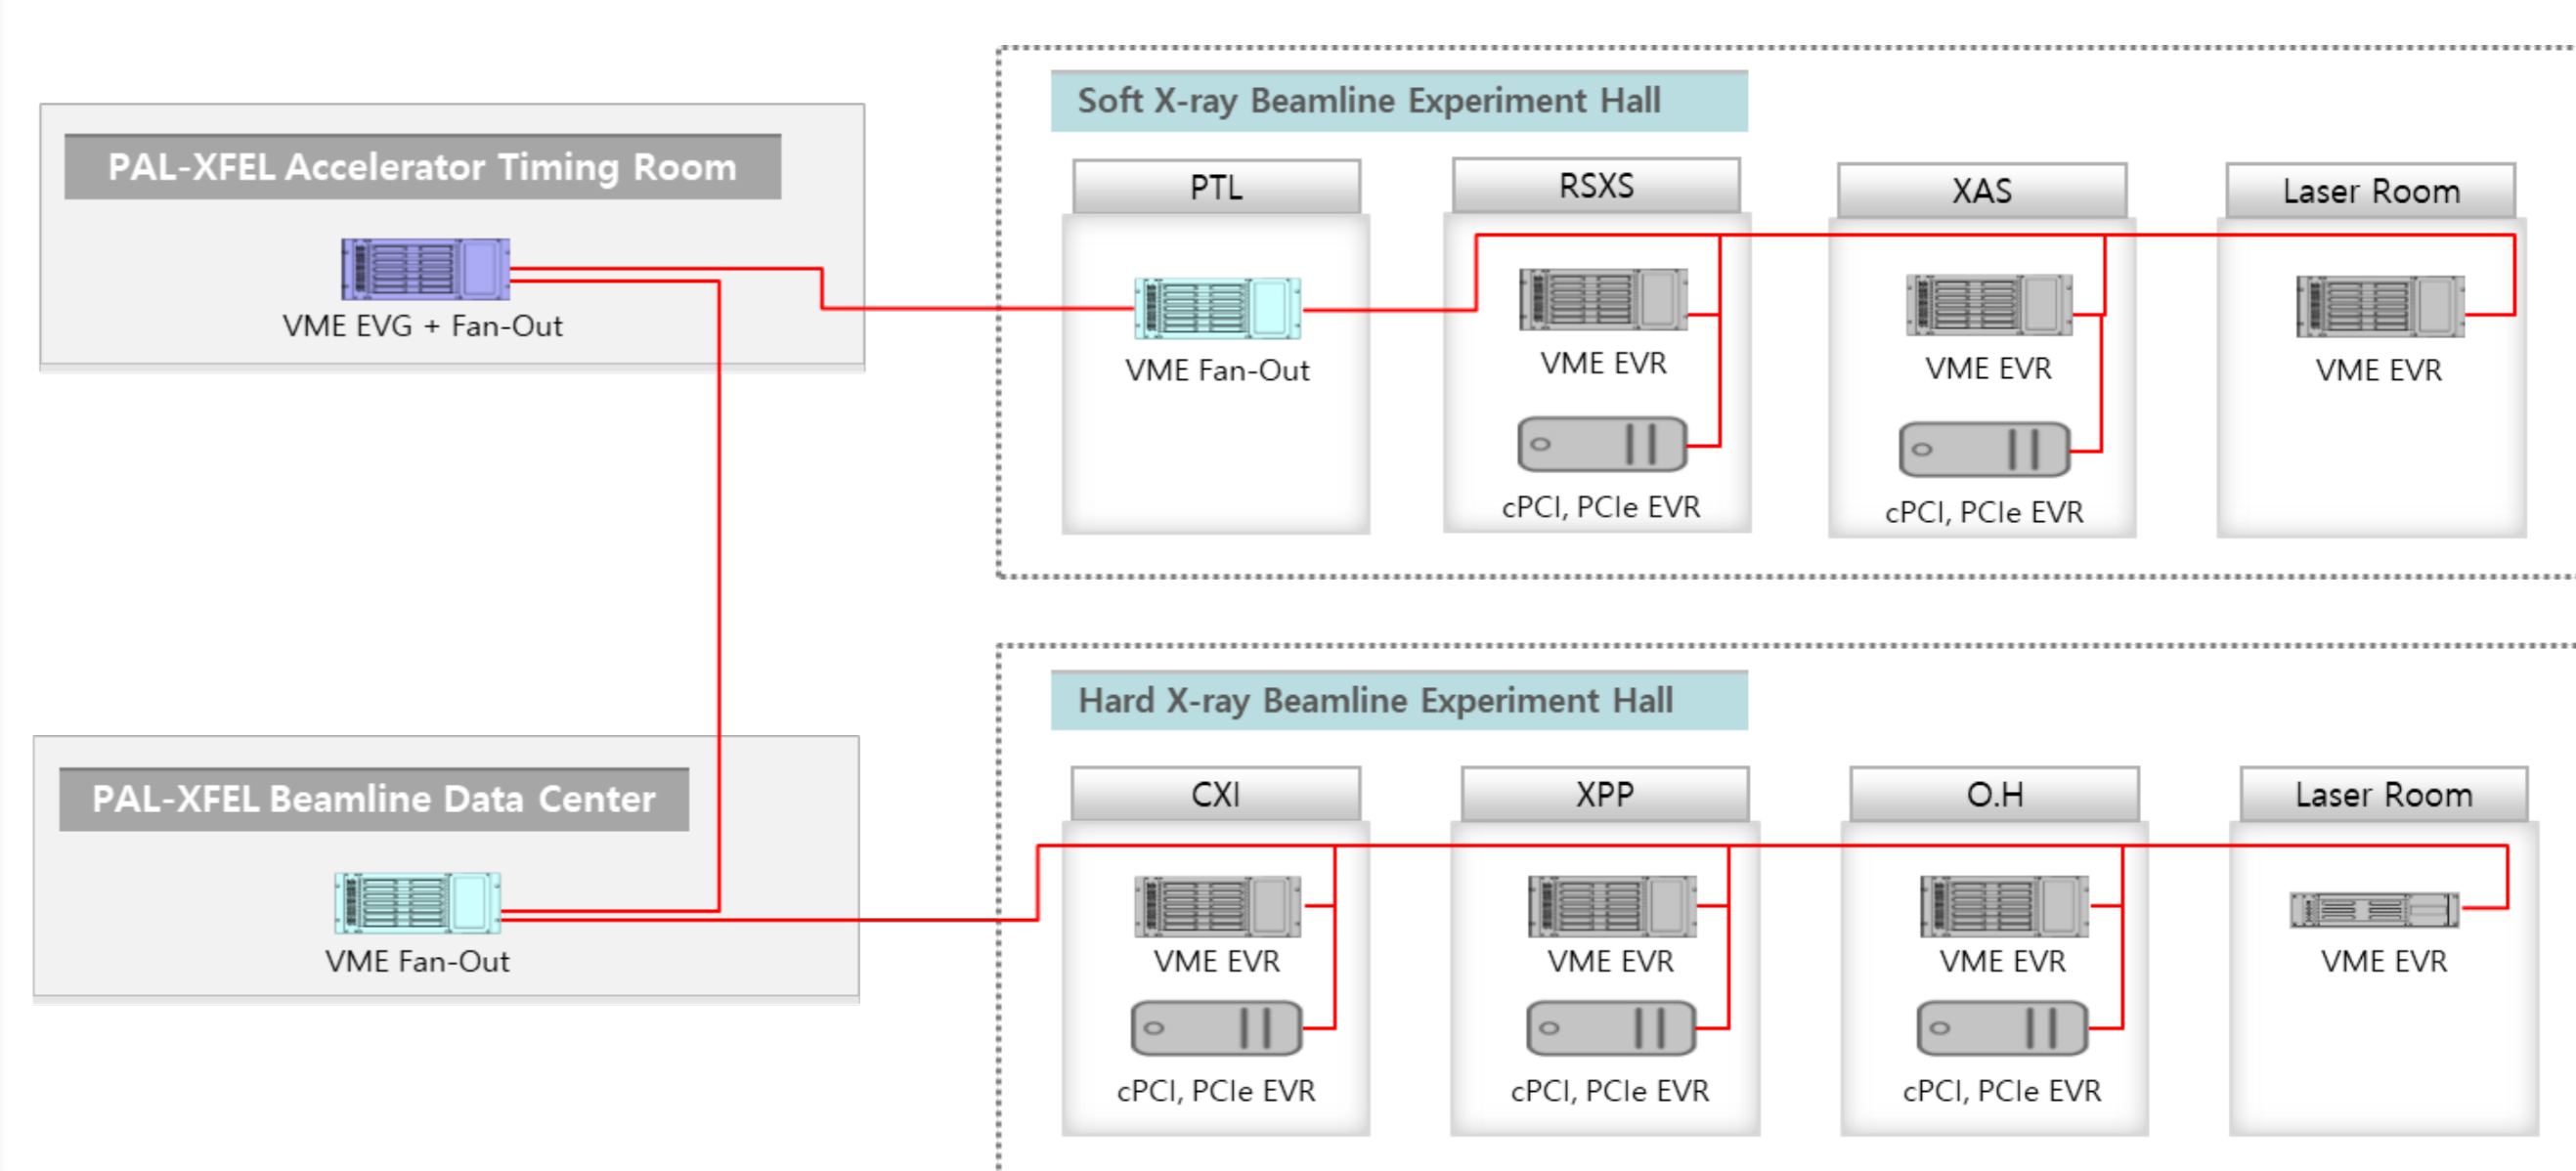 PAL-XFEL Accelerator Timing Room
VME EVG + Fan-Out
Soft X-ray Beamline Experiment Hall
PTL
VME Fan-Out
RSXS
VME EVR
cPCI, PCIe EVR
XAS
VME EVR
cPCI, PCIe EVR
Laser Room
VME EVR
PAL-XFEL Beamline Data Center
VME Fan-Out
Hard X-ray Beamline Experiment Hall
CXI
VME EVR
cPCI, PCIe EVR
XPP
VME EVR
cPCI, PCIe EVR
O.H
VME EVR
cPCI, PCIe EVR
Laser Room
VME EVR